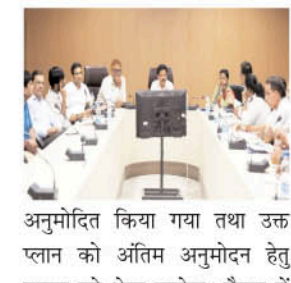 अनुमोदित किया गया तथा उक्त
प्लान को अंतिम अनुमोदन हेतु